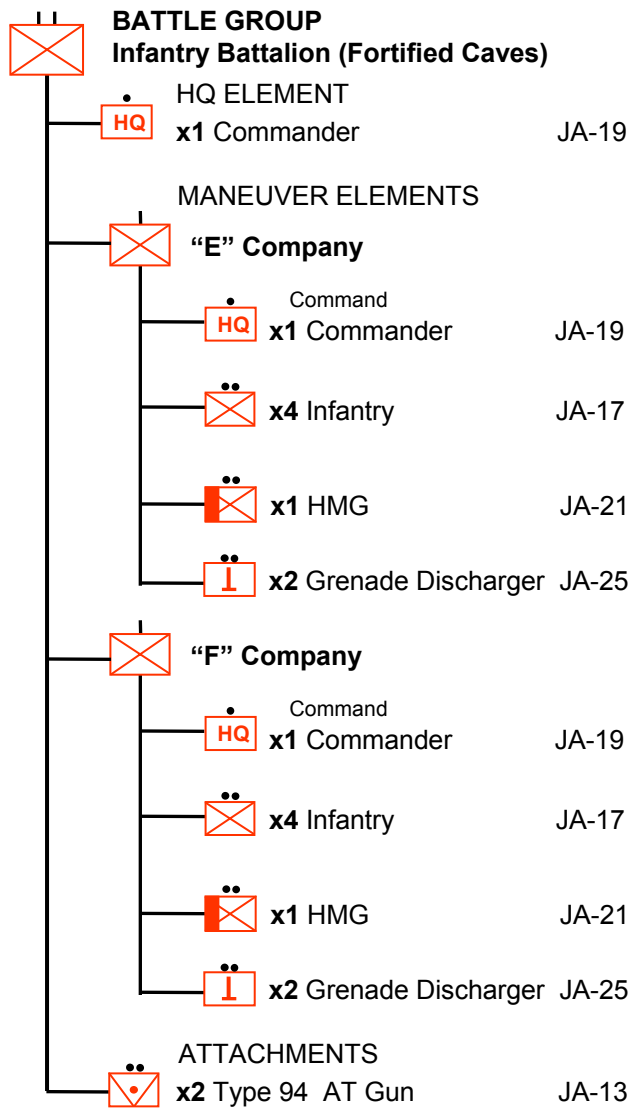 BATTLE GROUP
Infantry Battalion (Fortified Caves)
HQ ELEMENT
HQ x1 Commander JA-19
MANEUVER ELEMENTS
“E” Company
Command
HQ x1 Commander JA-19
x4 Infantry JA-17
x1 HMG JA-21
x2 Grenade Discharger JA-25
“F” Company
Command
HQ x1 Commander JA-19
x4 Infantry JA-17
x1 HMG JA-21
x2 Grenade Discharger JA-25
ATTACHMENTS
x2 Type 94 AT Gun JA-13